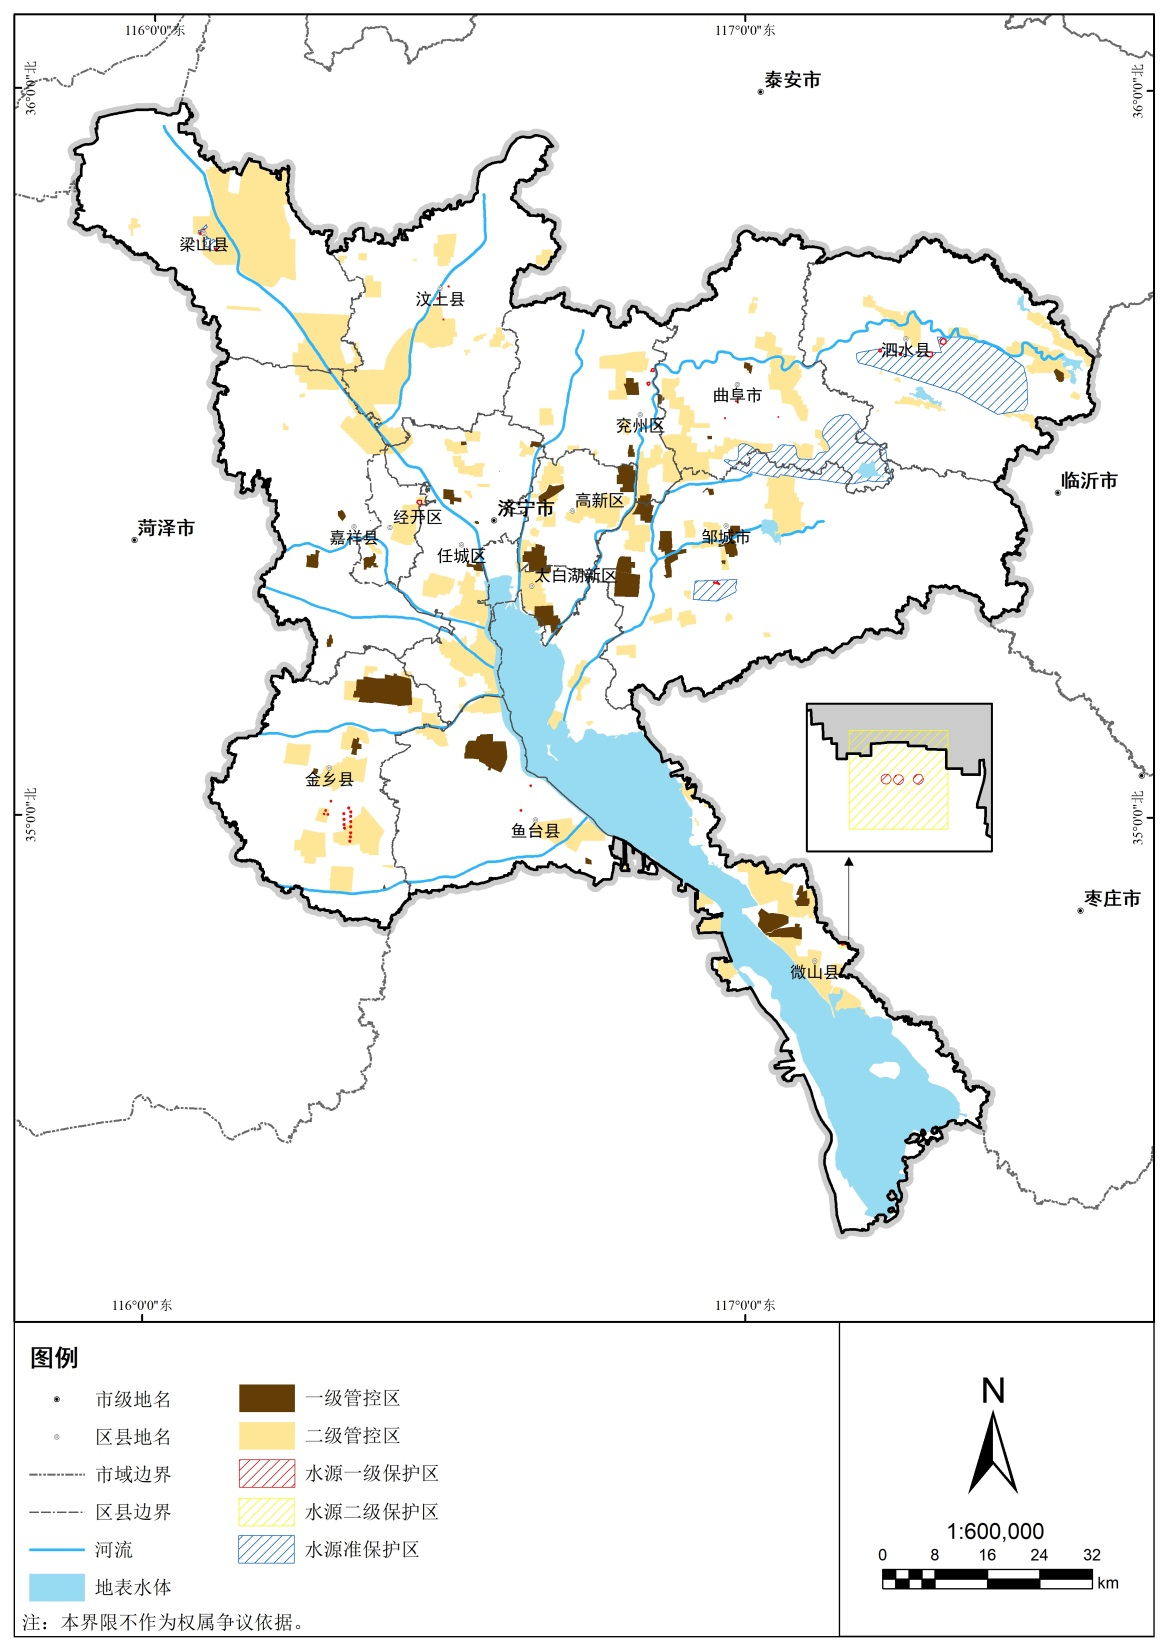 116°0'0"东
117°0'0"东
36°0'0"北
36°0'0"北
泰安市
梁山县
汶上县
泗水县
曲阜市
兖州区
临沂市
菏泽市
济宁市
高新区
经开区
嘉祥县
任城区
邹城市
太白湖新区
金乡县
鱼台县
35°0'0"北
35°0'0"北
枣庄市
微山县
116°0'0"东
117°0'0"东
图例
市级地名
一级管控区
区县地名
二级管控区
市域边界
水源一级保护区
区县边界
水源二级保护区
河流
水源准保护区
地表水体
注：本界限不作为权属争议依据。
N
1:600,000
0 8 16 24 32
km